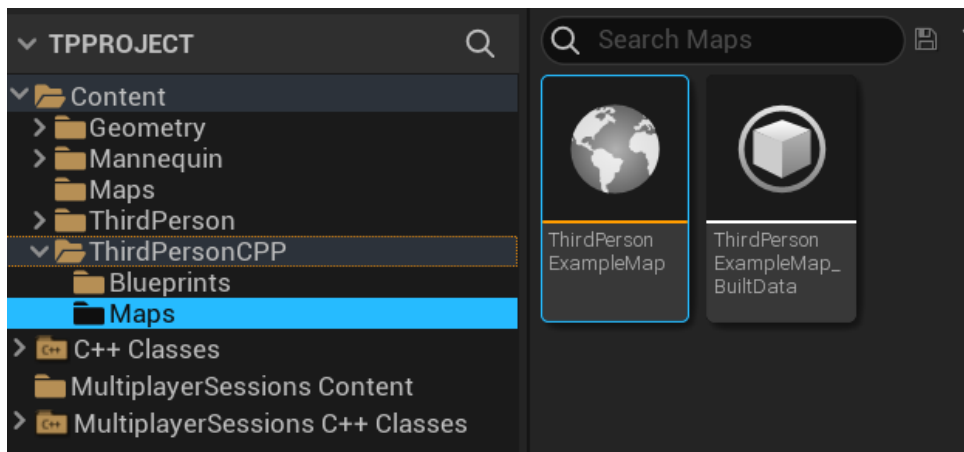 TPPROJECT
Content
Geometry
Mannequin
Maps
ThirdPerson
ThirdPersonCPP
Blueprints
Maps
C++ Classes
MultiplayerSessions Content
MultiplayerSessions C++ Classes
Search Maps
ThirdPerson
ExampleMap
ThirdPerson
ExampleMap_
BuiltData